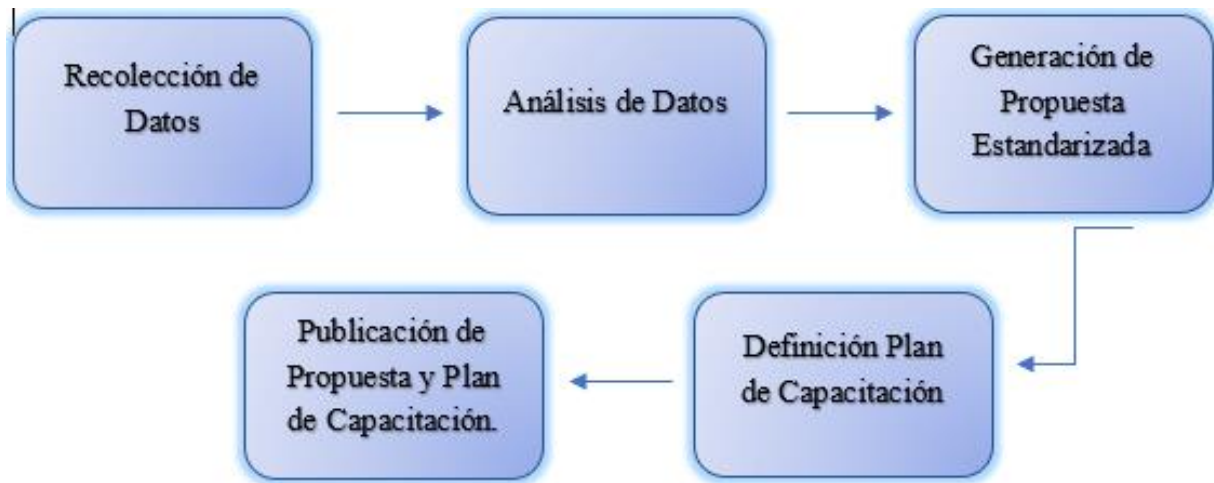 Recolección de
Datos
Análisis de Datos
Generación de
Propuesta
Estandarizada
Definición Plan
de Capacitación
Publicación de
Propuesta y Plan
de Capacitación.